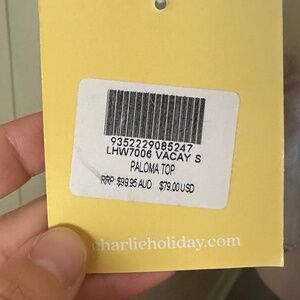 9352229085247
LHW7006 VACAY S
PALOMA TOP
RRP $99.95 AUD $79.00 USD
charlieholiday.com